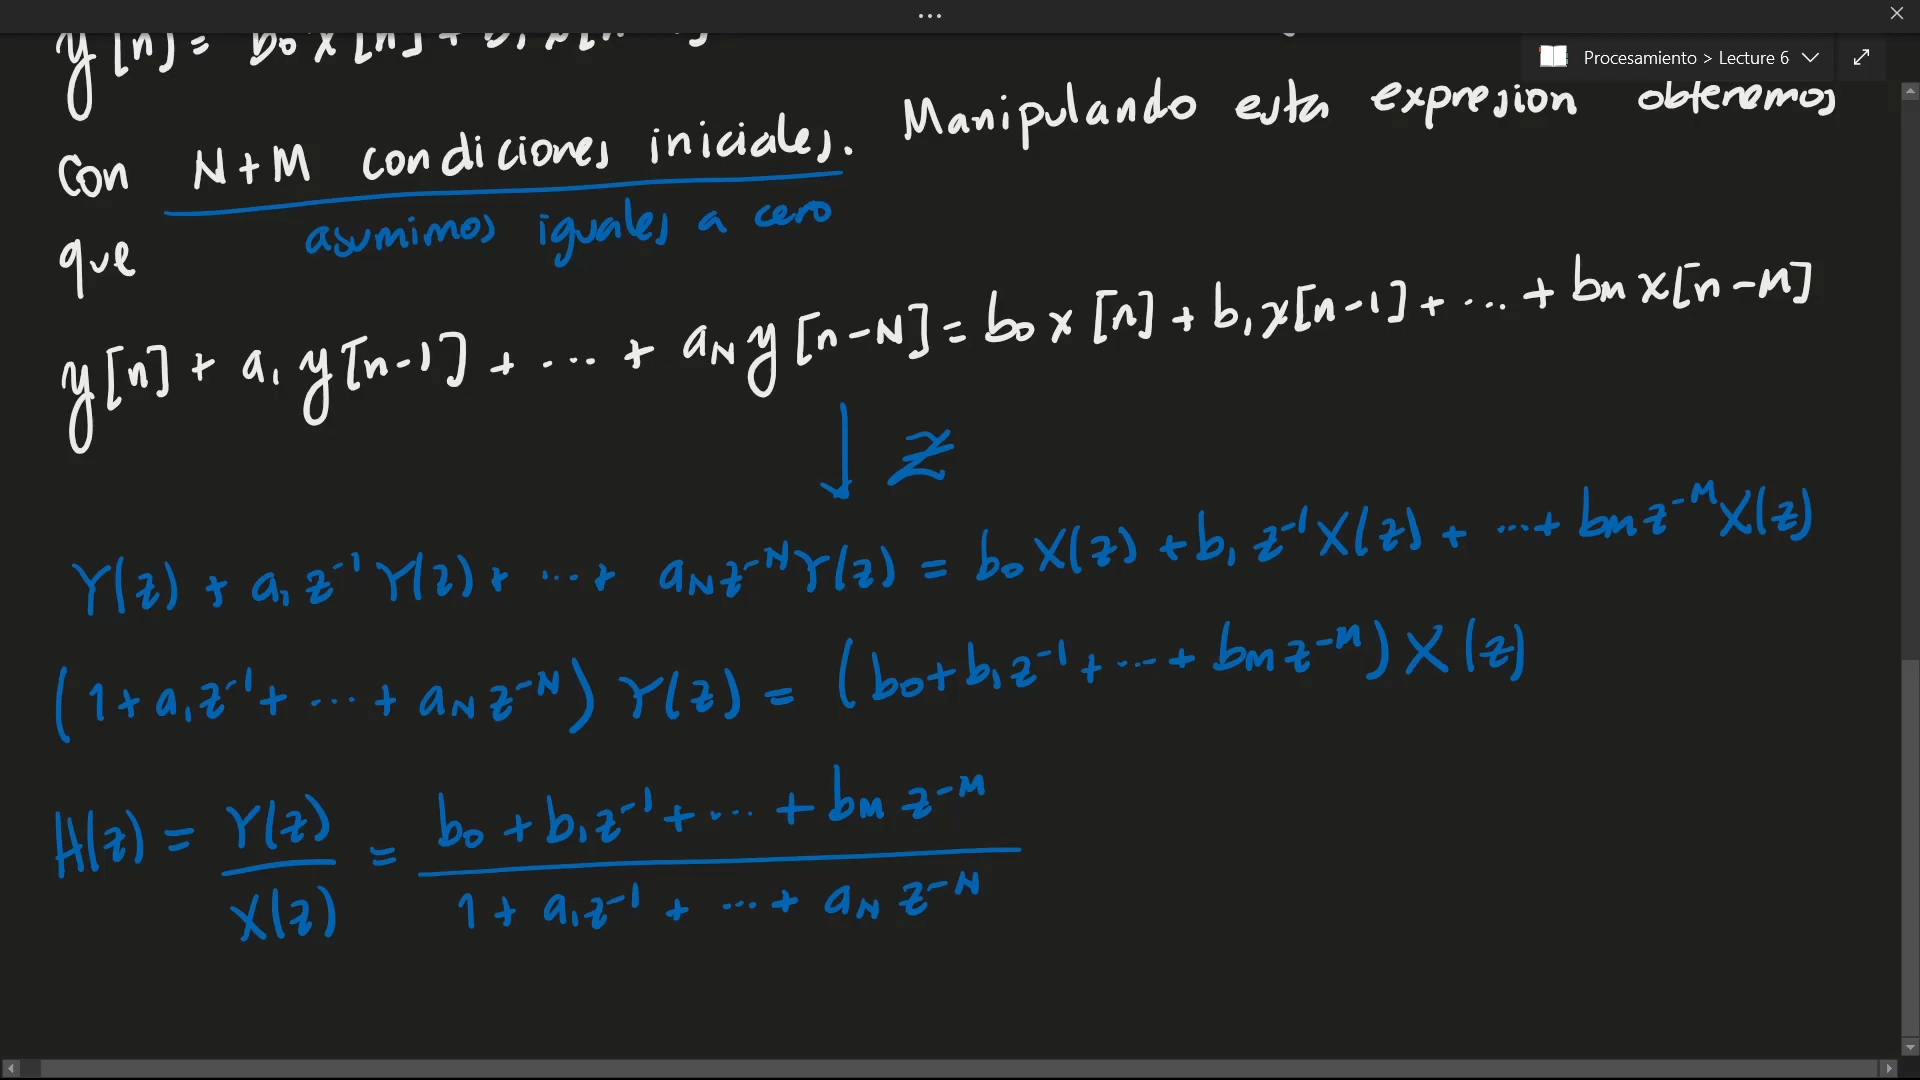 Procesamiento > Lecture 6
y[n] = b₀ x[n] +
Con N+M condiciones iniciales. Manipulando esta expresion obtenemos
asumimos iguales a cero
que
y[n] + a₁ y[n-1] + ... + a_N y[n-N] = b₀ x[n] + b₁ x[n-1] + ... + b_M x[n-M]
↓ Z
Y(z) + a₁ z⁻¹ Y(z) + ... + a_N z^{-N} Y(z) = b₀ X(z) + b₁ z⁻¹ X(z) + ... + b_M z^{-M} X(z)
(1 + a₁ z⁻¹ + ... + a_N z^{-N}) Y(z) = (b₀ + b₁ z⁻¹ + ... + b_M z^{-M}) X(z)
H(z) = Y(z) / X(z) = (b₀ + b₁ z⁻¹ + ... + b_M z^{-M}) / (1 + a₁ z⁻¹ + ... + a_N z^{-N})